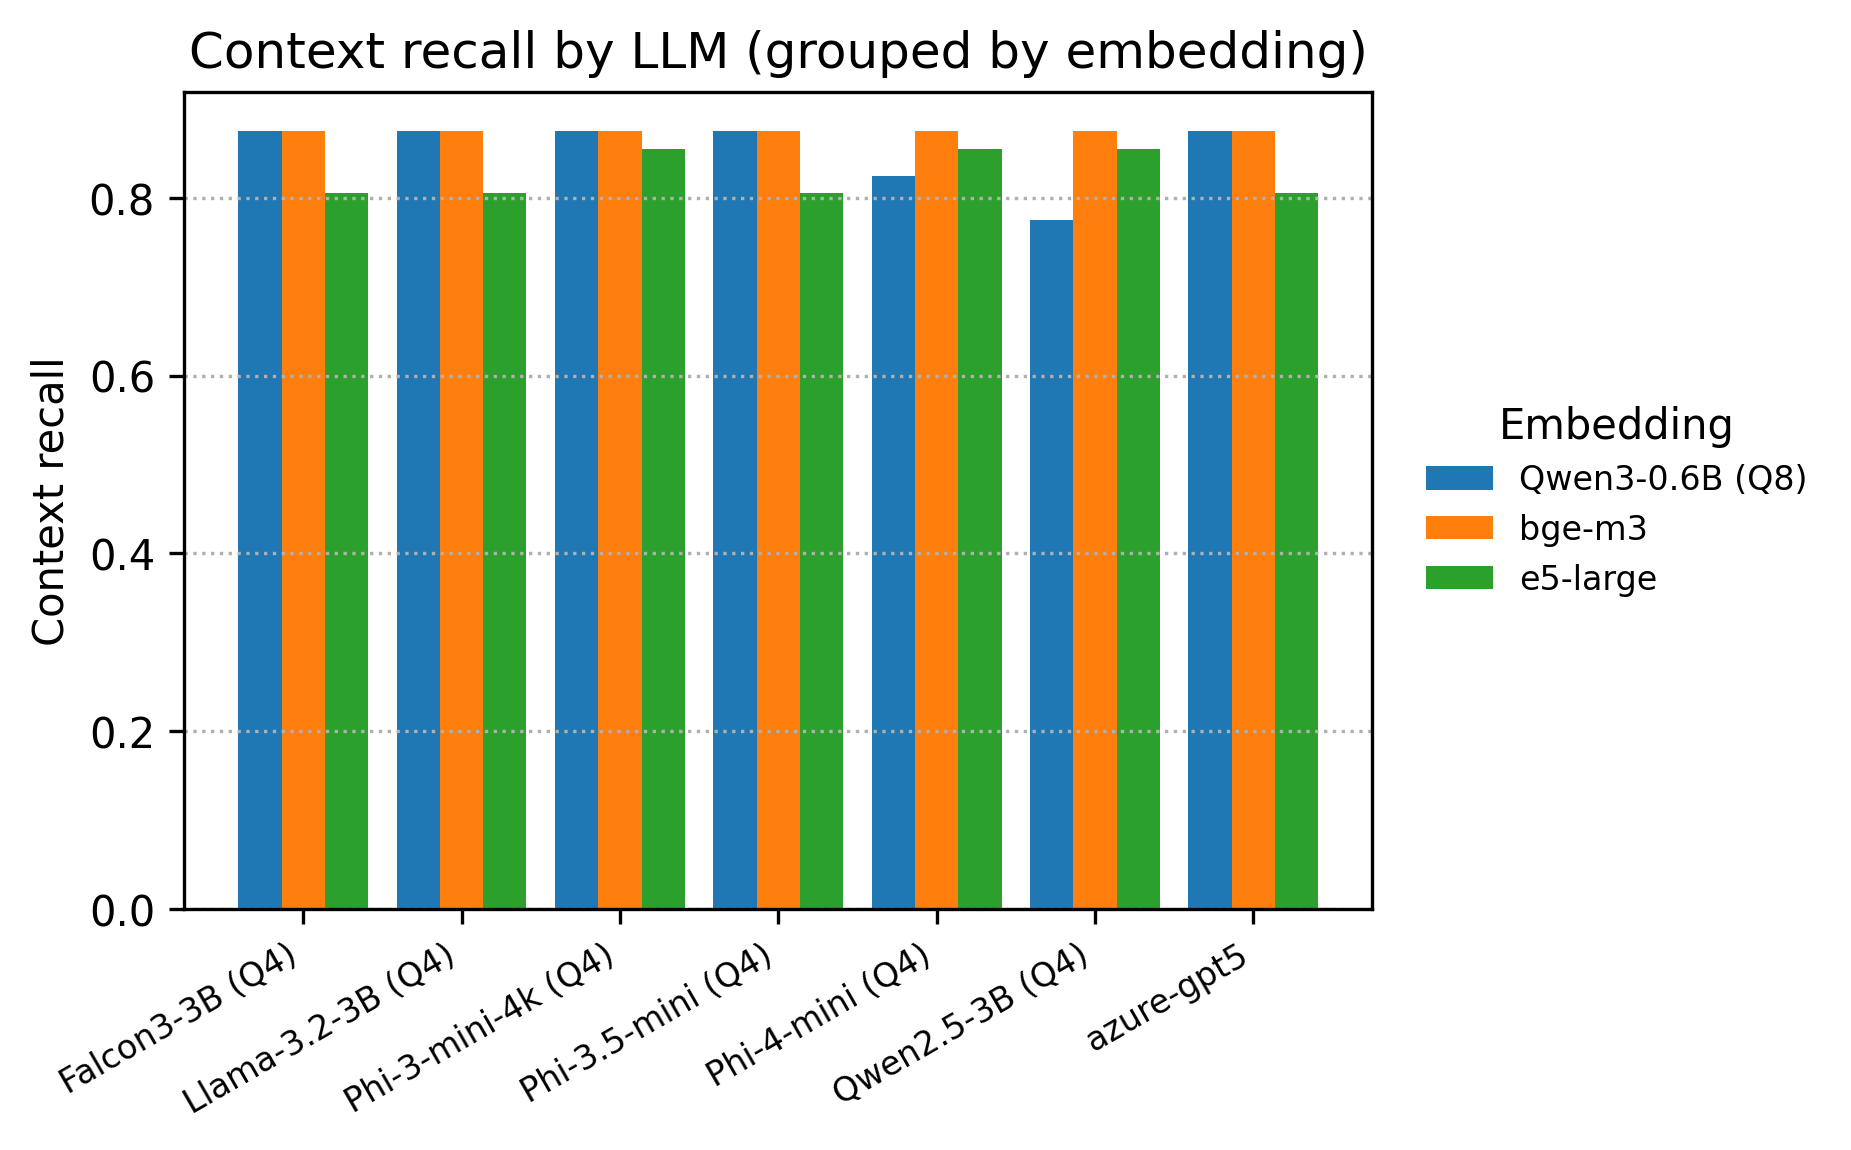 Context recall by LLM (grouped by embedding)
Context recall
0.8
0.6
0.4
0.2
0.0
Falcon3-3B (Q4)
Llama-3.2-3B (Q4)
Phi-3-mini-4k (Q4)
Phi-3.5-mini (Q4)
Phi-4-mini (Q4)
Qwen2.5-3B (Q4)
azure-gpt5
Embedding
Qwen3-0.6B (Q8)
bge-m3
e5-large